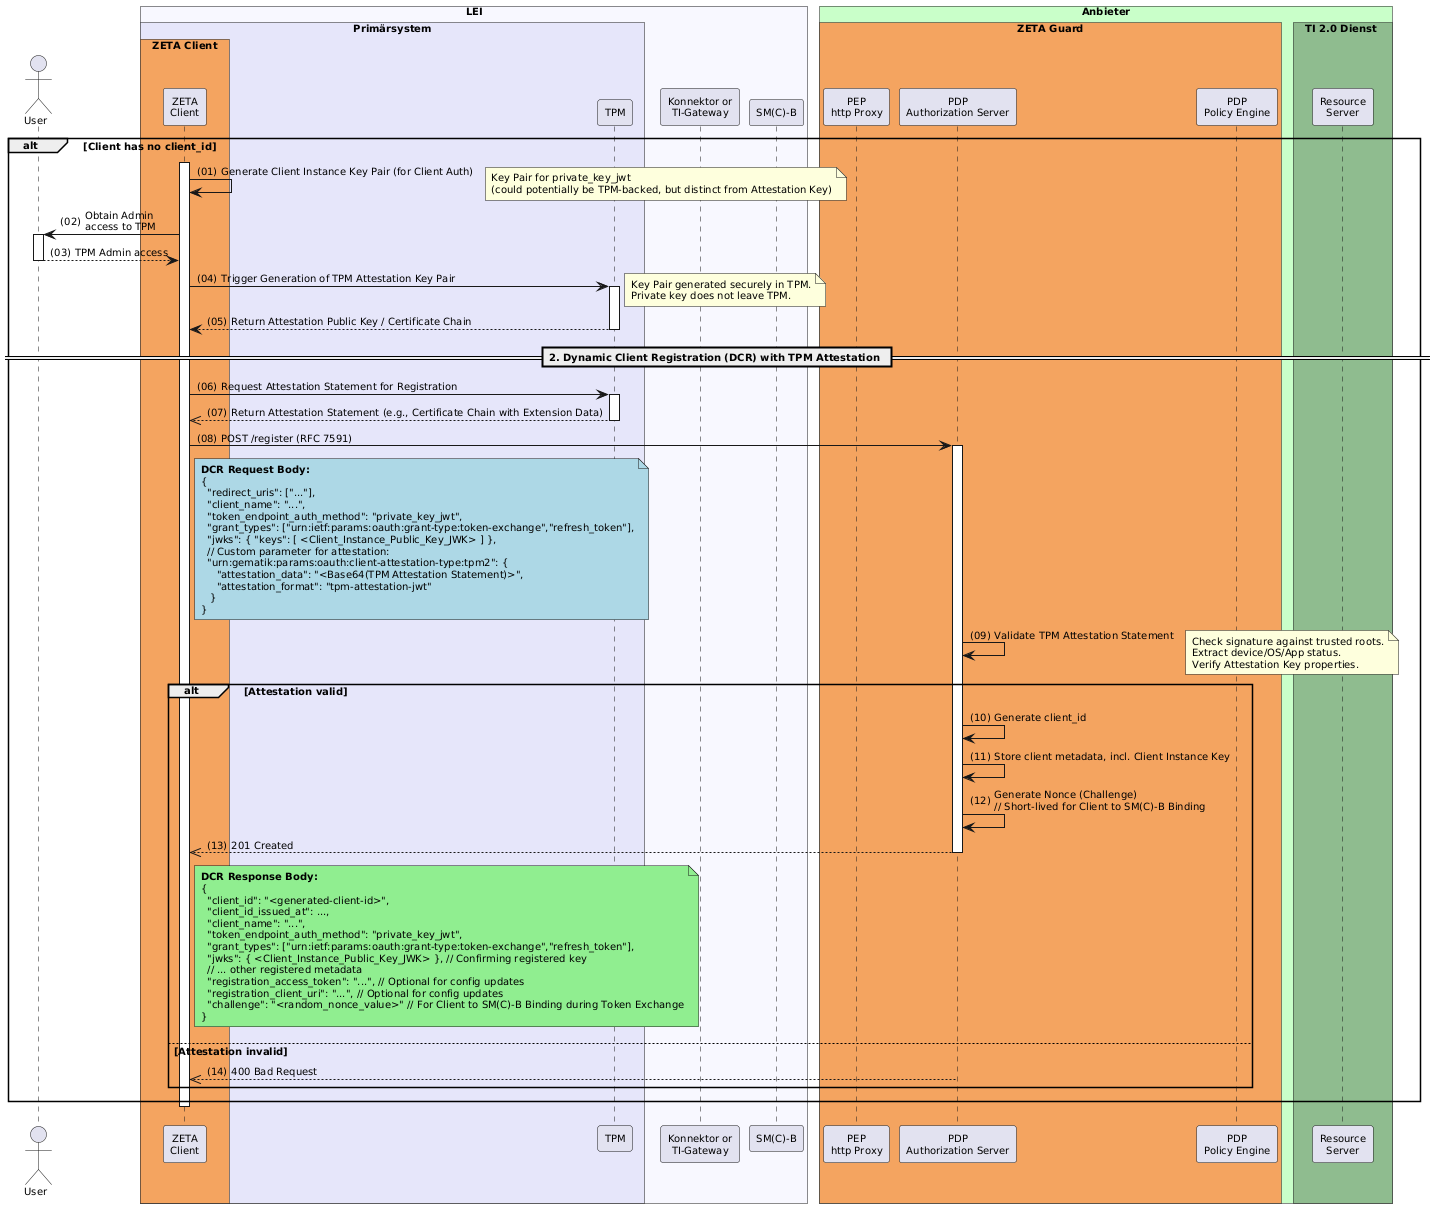 LEI
Anbieter
Primärsystem
ZETA Guard
TI 2.0 Dienst
ZETA Client
User
ZETA
Client
TPM
Konnektor or
TI-Gateway
SM(C)-B
PEP
http Proxy
PDP
Authorization Server
PDP
Policy Engine
Resource
Server
alt
[Client has no client_id]
(01) Generate Client Instance Key Pair (for Client Auth)
Key Pair for private_key_jwt
(could potentially be TPM-backed, but distinct from Attestation Key)
(02) Obtain Admin
access to TPM
(03) TPM Admin access
(04) Trigger Generation of TPM Attestation Key Pair
Key Pair generated securely in TPM.
Private key does not leave TPM.
(05) Return Attestation Public Key / Certificate Chain
2. Dynamic Client Registration (DCR) with TPM Attestation
(06) Request Attestation Statement for Registration
(07) Return Attestation Statement (e.g., Certificate Chain with Extension Data)
(08) POST /register (RFC 7591)
DCR Request Body:
{
"redirect_uris": ["..."],
"client_name": "...",
"token_endpoint_auth_method": "private_key_jwt",
"grant_types": ["urn:ietf:params:oauth:grant-type:token-exchange","refresh_token"],
"jwks": { "keys": [ <Client_Instance_Public_Key_JWK> ] },
// Custom parameter for attestation:
"urn:gematik:params:oauth:client-attestation-type:tpm2": {
"attestation_data": "<Base64(TPM Attestation Statement)>",
"attestation_format": "tpm-attestation-jwt"
}
}
(09) Validate TPM Attestation Statement
Check signature against trusted roots.
Extract device/OS/App status.
Verify Attestation Key properties.
alt
[Attestation valid]
(10) Generate client_id
(11) Store client metadata, incl. Client Instance Key
(12) Generate Nonce (Challenge)
// Short-lived for Client to SM(C)-B Binding
(13) 201 Created
DCR Response Body:
{
"client_id": "<generated-client-id>",
"client_id_issued_at": ...,
"client_name": "...",
"token_endpoint_auth_method": "private_key_jwt",
"grant_types": ["urn:ietf:params:oauth:grant-type:token-exchange","refresh_token"],
"jwks": { <Client_Instance_Public_Key_JWK> }, // Confirming registered key
// ... other registered metadata
"registration_access_token": "...", // Optional for config updates
"registration_client_uri": "...", // Optional for config updates
"challenge": "<random_nonce_value>" // For Client to SM(C)-B Binding during Token Exchange
}
[Attestation invalid]
(14) 400 Bad Request
User
ZETA
Client
TPM
Konnektor or
TI-Gateway
SM(C)-B
PEP
http Proxy
PDP
Authorization Server
PDP
Policy Engine
Resource
Server